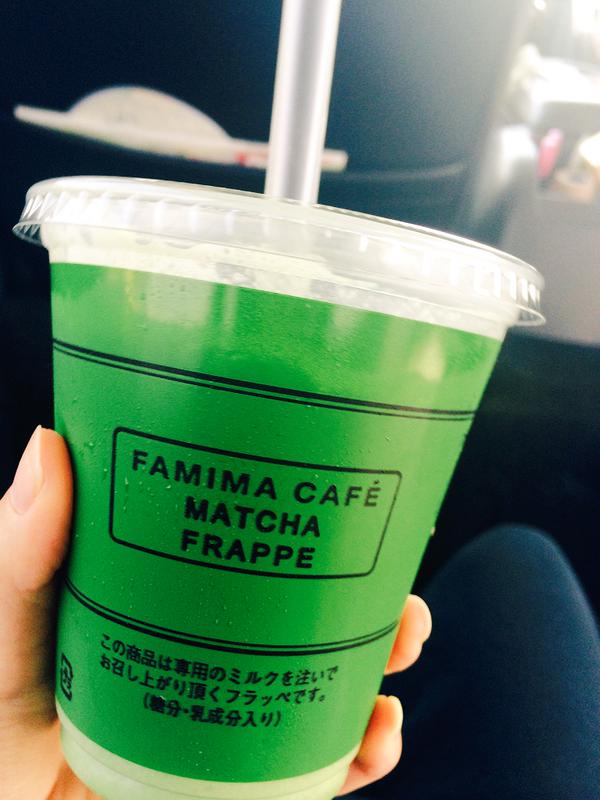 FAMIMA CAFÉ
MATCHA
FRAPPE
この商品は専用のミルクを注いで
お召し上がり頂くフラッペです。
(糖分・乳成分入り)